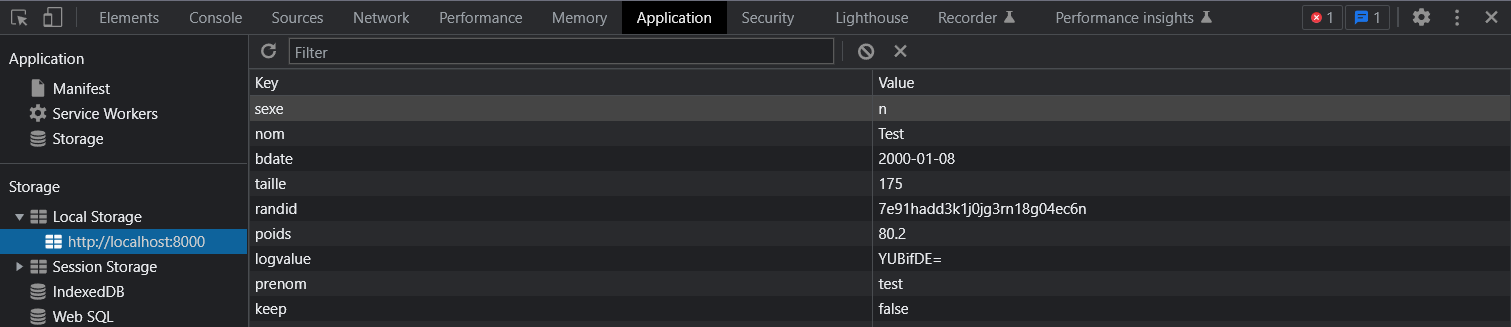 Elements Console Sources Network Performance Memory Application Security Lighthouse Recorder Performance insights 1 1
Application
Manifest
Service Workers
Storage
Storage
Local Storage
http://localhost:8000
Session Storage
IndexedDB
Web SQL
Filter
Key Value
sexe n
nom Test
bdate 2000-01-08
taille 175
randid 7e91hadd3k1j0jg3rn18g04ec6n
poids 80.2
logvalue YUBifDE=
prenom test
keep false